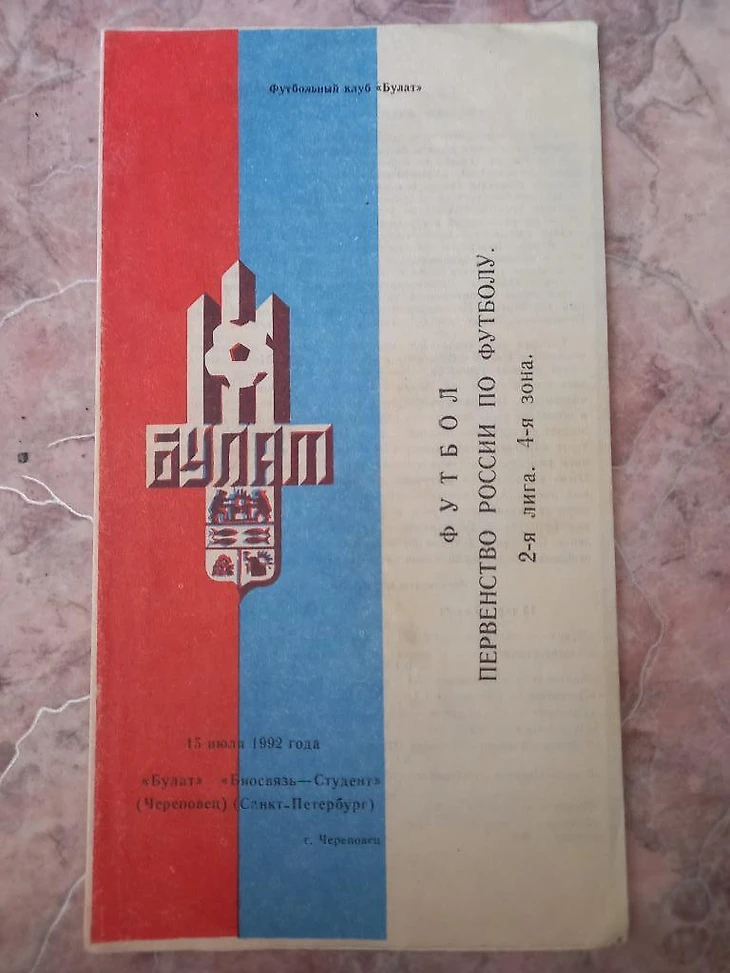 Футбольный клуб «Булат»
БУЛАТ
15 июля 1992 года
«Булат» «Биосвязь—Студент»
(Череповец) (Санкт-Петербург)
г. Череповец
ФУТБОЛ
ПЕРВЕНСТВО РОССИИ ПО ФУТБОЛУ.
2-я лига. 4-я зона.